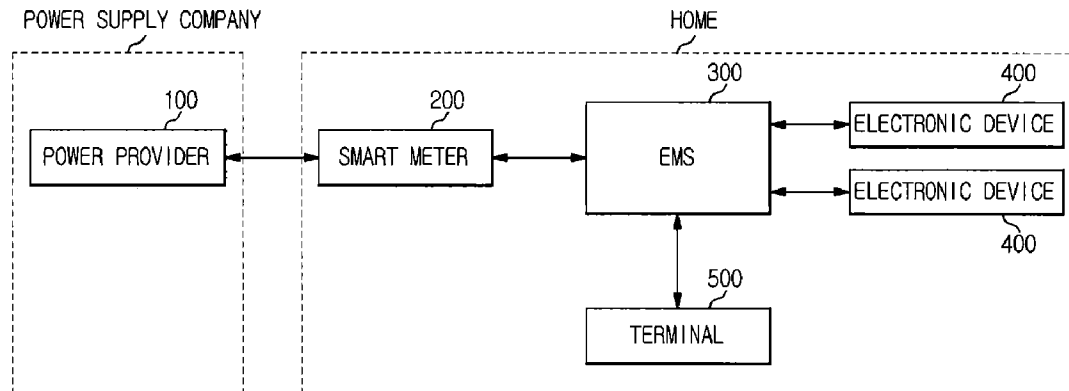 POWER SUPPLY COMPANY
HOME
100
200
300
400
POWER PROVIDER
SMART METER
EMS
ELECTRONIC DEVICE
ELECTRONIC DEVICE
400
500
TERMINAL